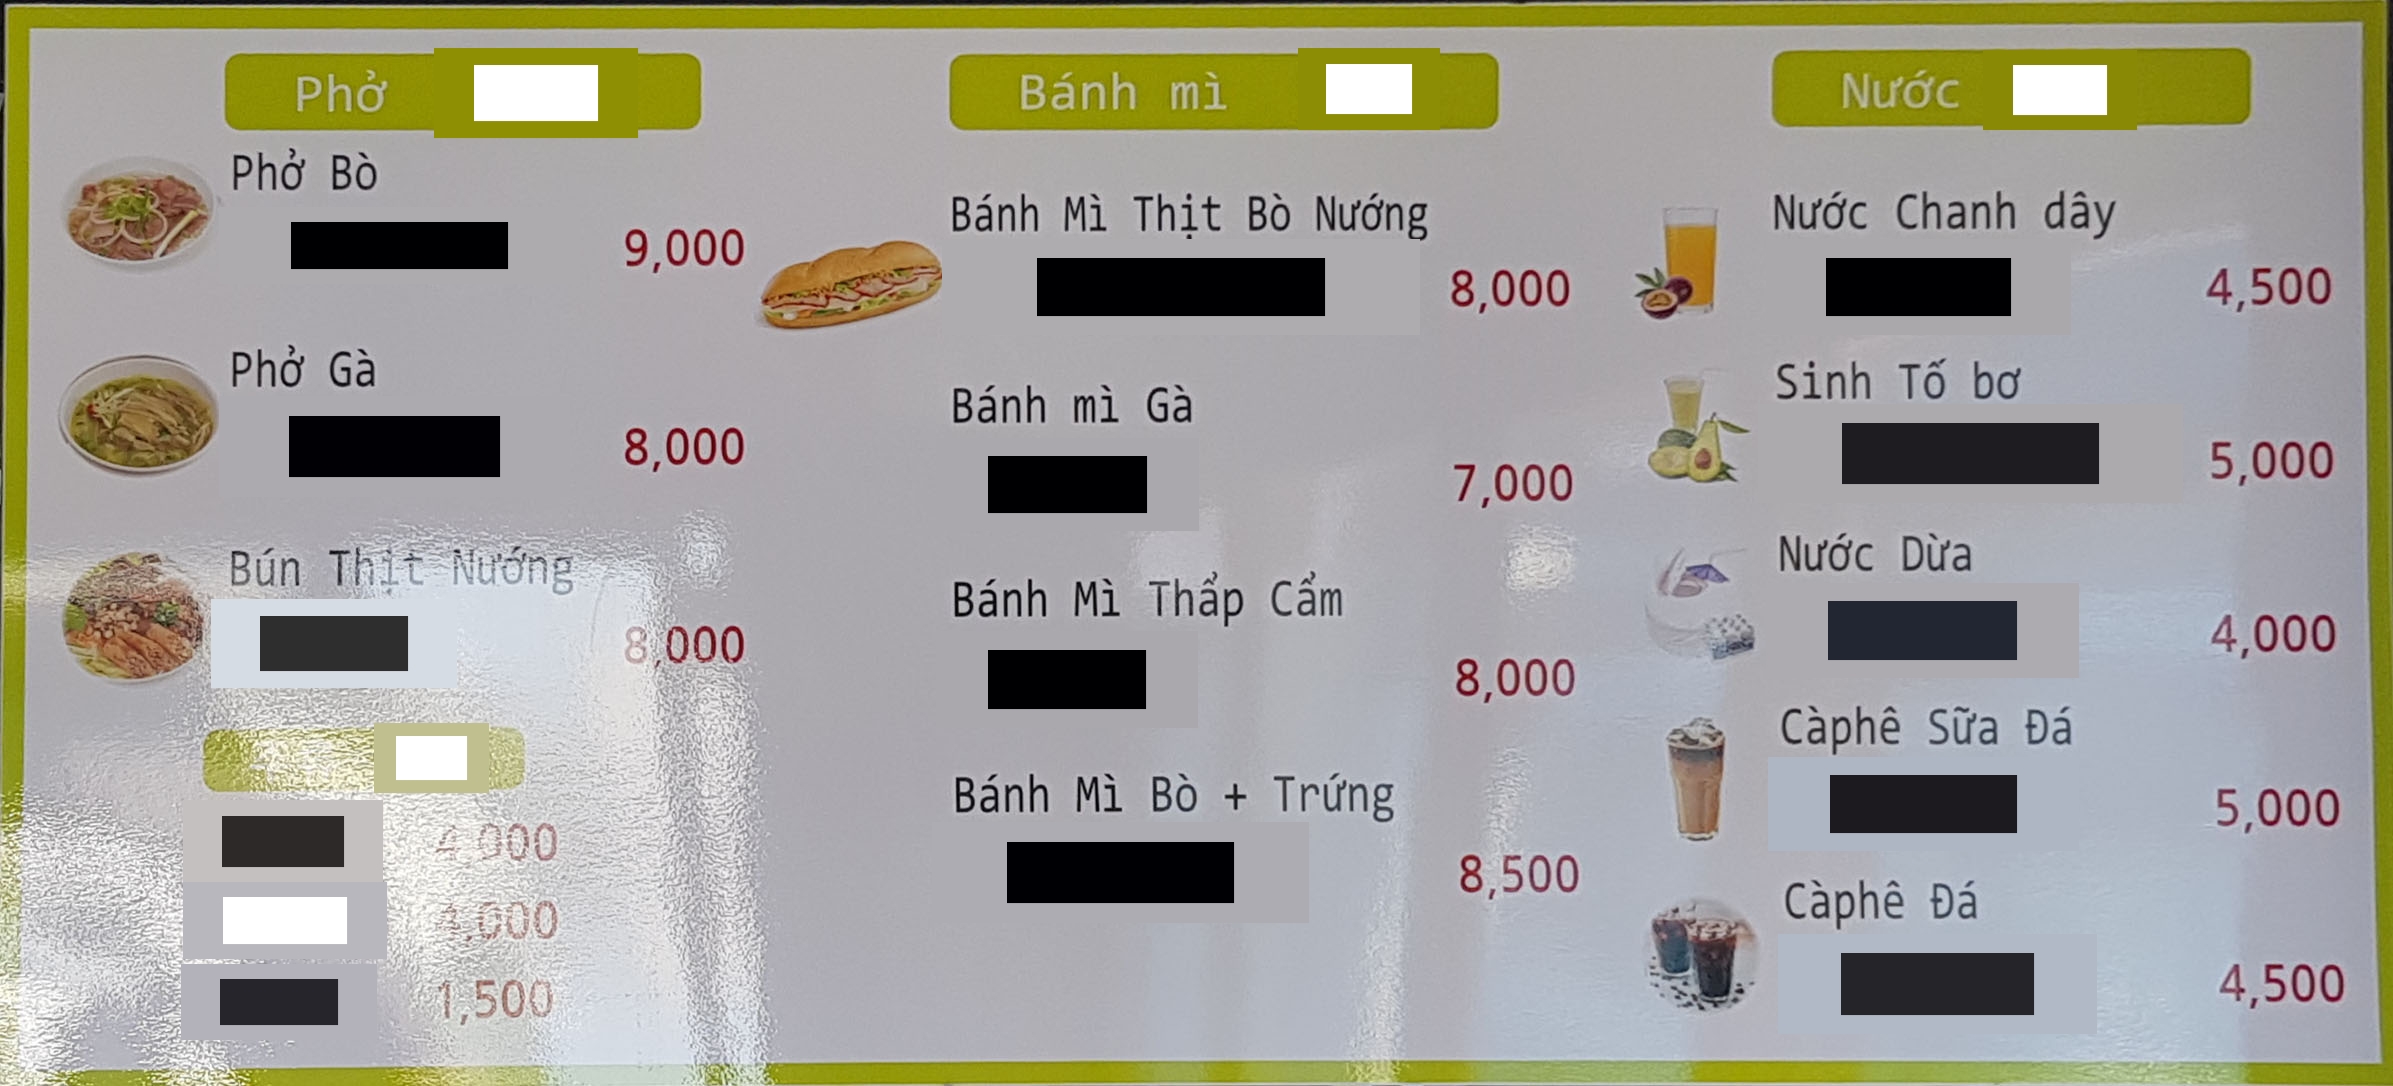 Phở
Phở Bò
9,000
Phở Gà
8,000
Bún Thịt Nướng
8,000
4,000
4,000
1,500
Bánh mì
Bánh Mì Thịt Bò Nướng
8,000
Bánh mì Gà
7,000
Bánh Mì Thẩp Cẩm
8,000
Bánh Mì Bò + Trứng
8,500
Nước
Nước Chanh dây
4,500
Sinh Tố bơ
5,000
Nước Dừa
4,000
Càphê Sữa Đá
5,000
Càphê Đá
4,500